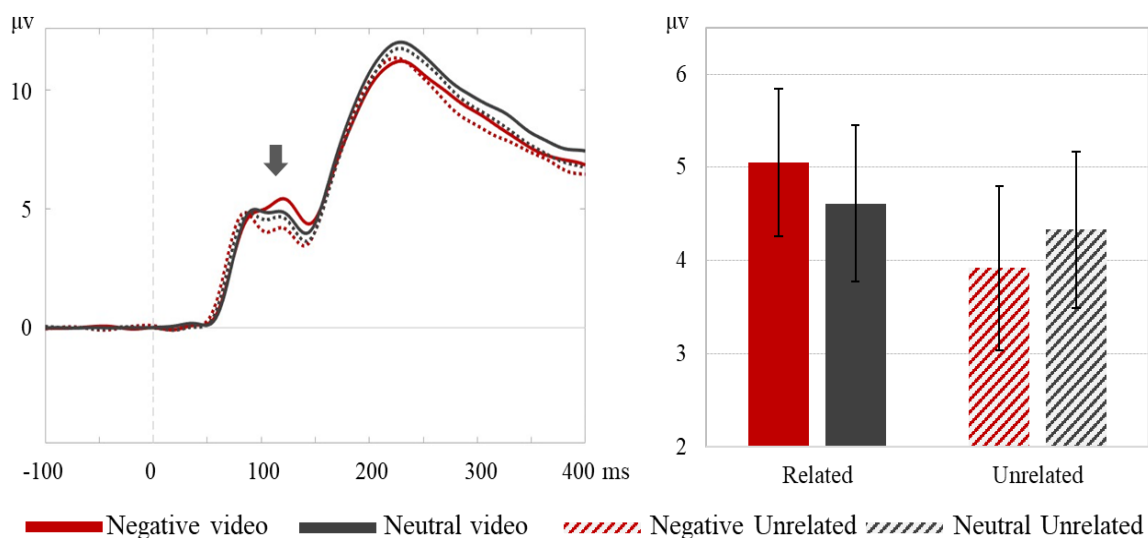 μv
10
5
0
-100 0 100 200 300 400 ms
μv
6
5
4
3
2
Related Unrelated
Negative video Neutral video Negative Unrelated Neutral Unrelated